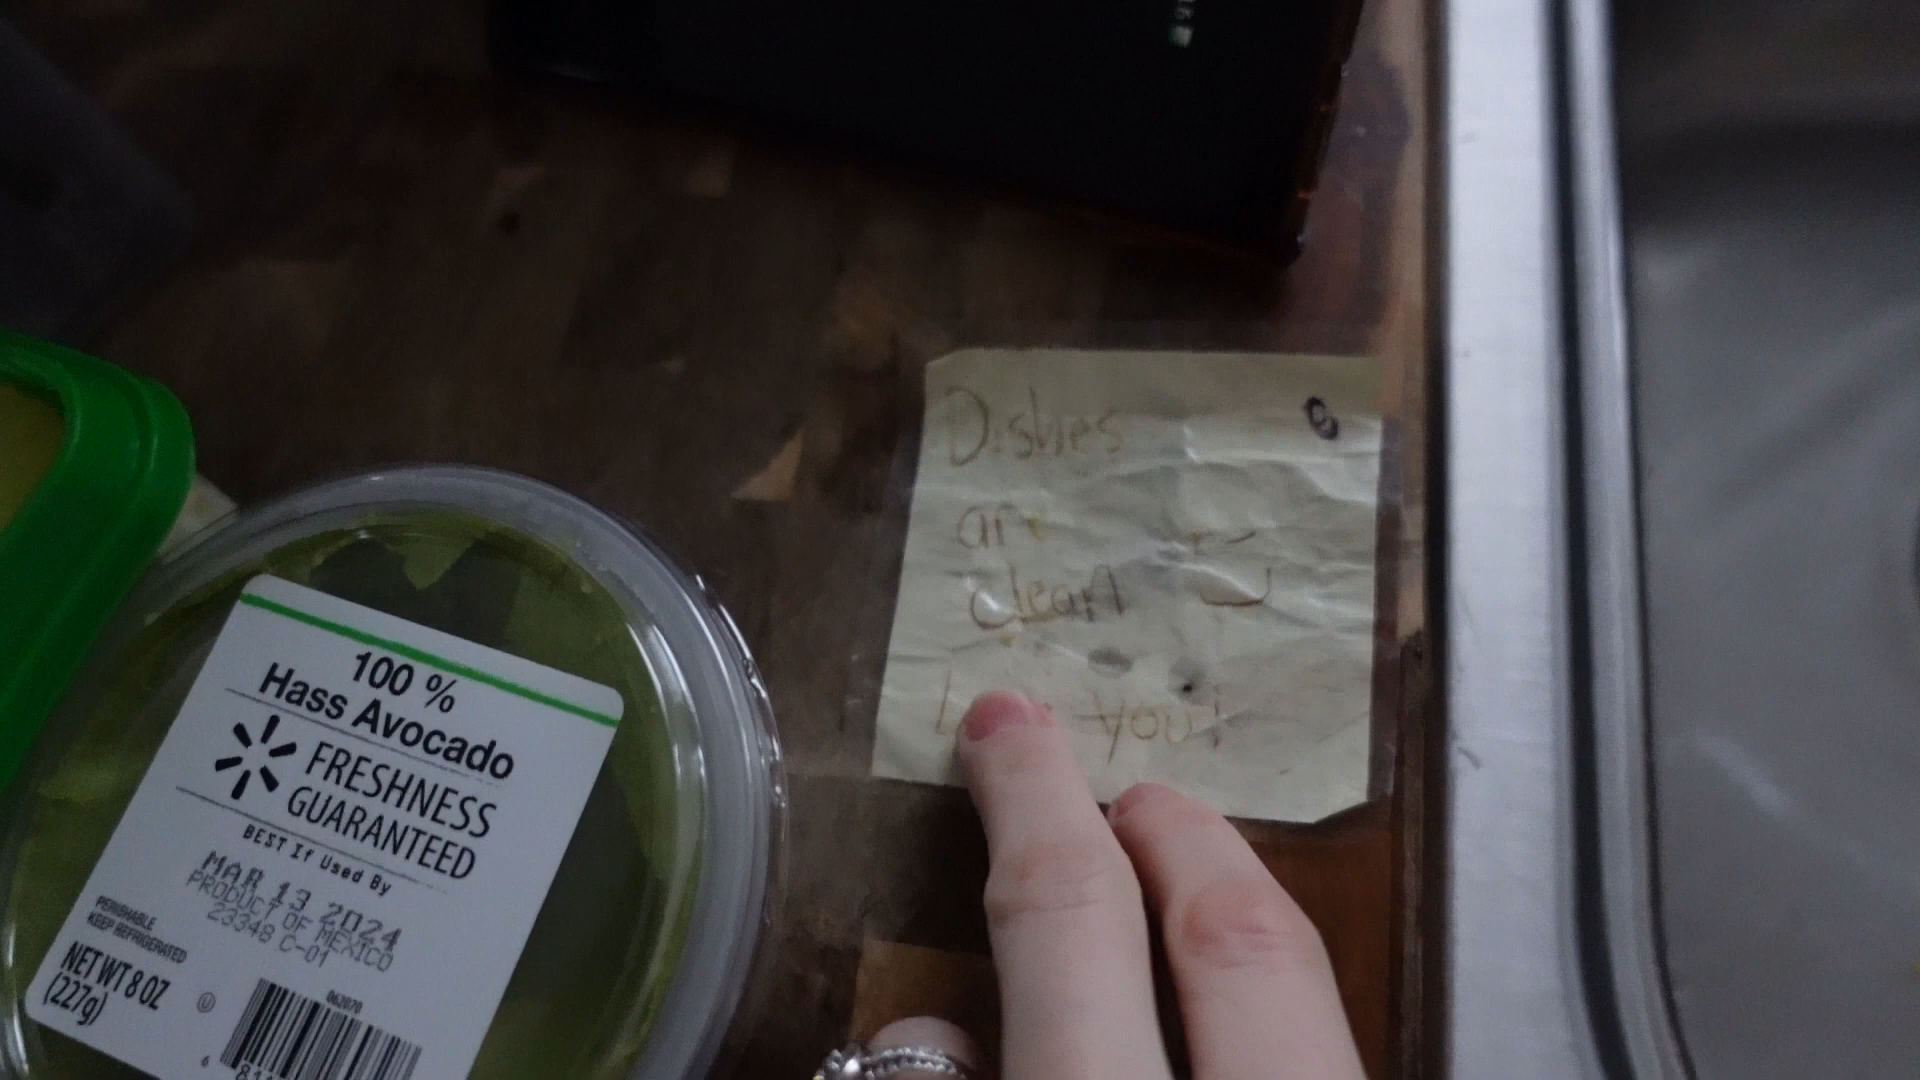 Dishes
are
clean
you!
100 %
Hass Avocado
FRESHNESS
GUARANTEED
BEST If Used By
MAR 13 2024
PRODUCT OF MEXICO
23348 C-01
PERISHABLE
KEEP REFRIGERATED
NET WT 8 OZ
(227g)
062070